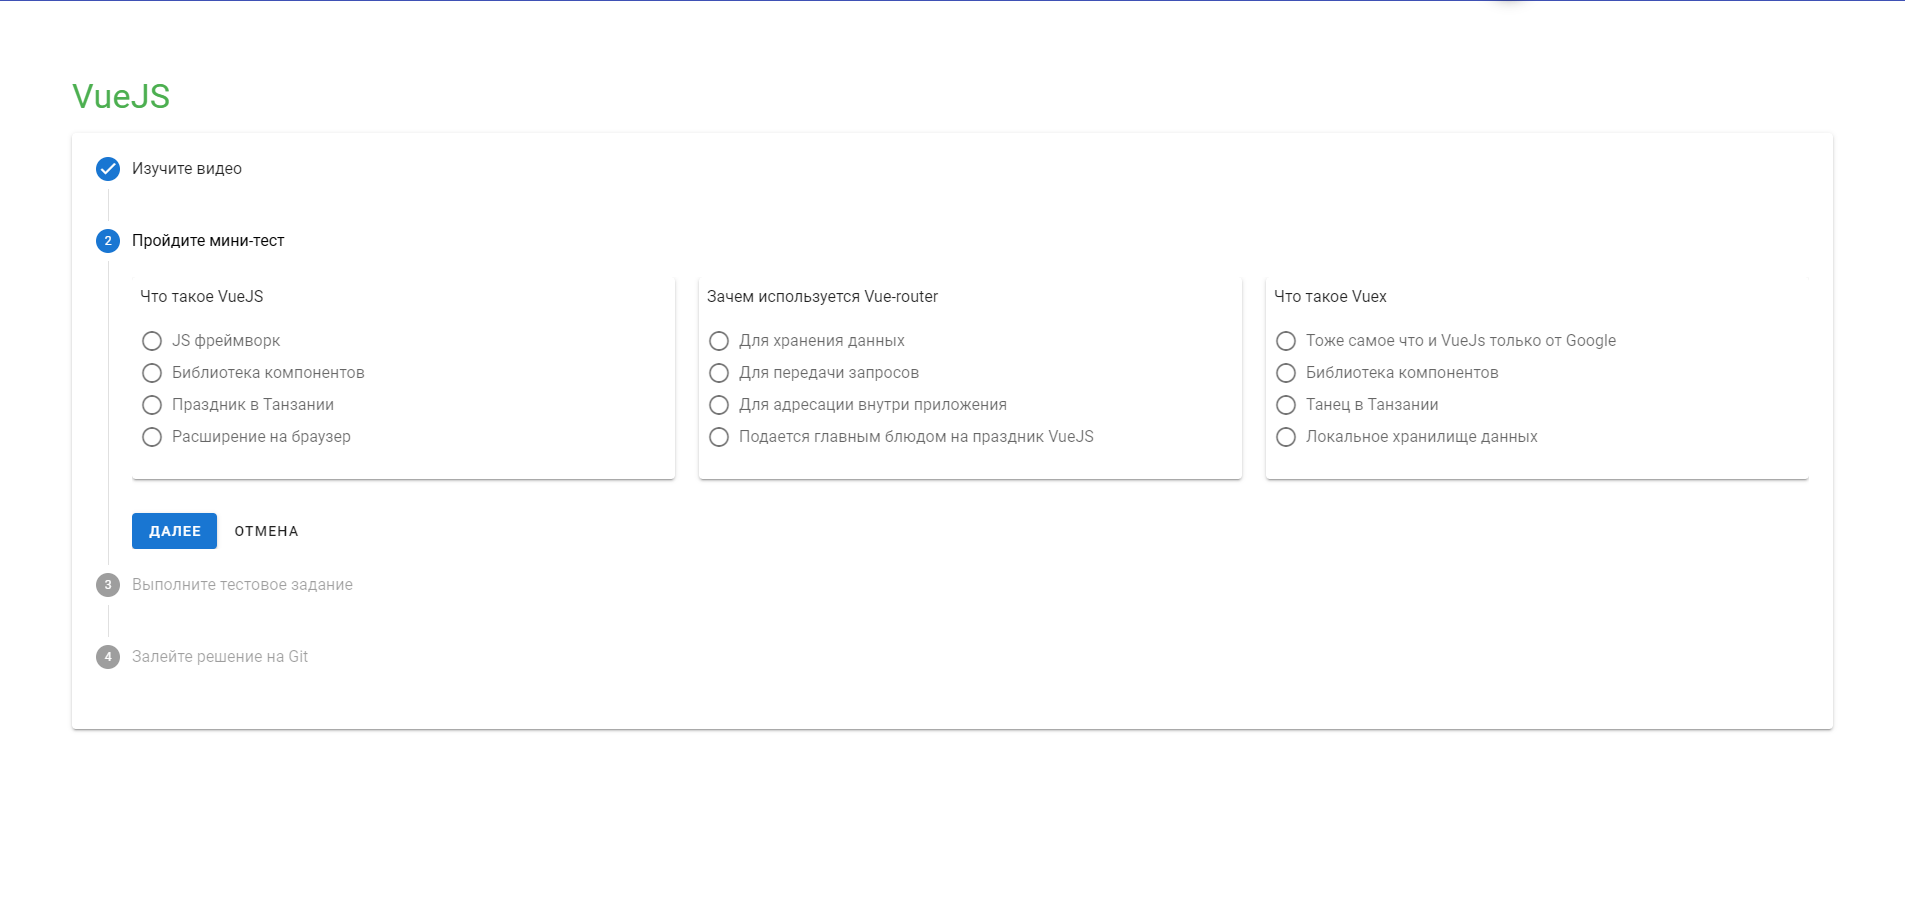 VueJS
Изучите видео
2 Пройдите мини-тест
Что такое VueJS
JS фреймворк
Библиотека компонентов
Праздник в Танзании
Расширение на браузер
Зачем используется Vue-router
Для хранения данных
Для передачи запросов
Для адресации внутри приложения
Подается главным блюдом на праздник VueJS
Что такое Vuex
Тоже самое что и VueJs только от Google
Библиотека компонентов
Танец в Танзании
Локальное хранилище данных
ДАЛЕЕ ОТМЕНА
3 Выполните тестовое задание
4 Залейте решение на Git